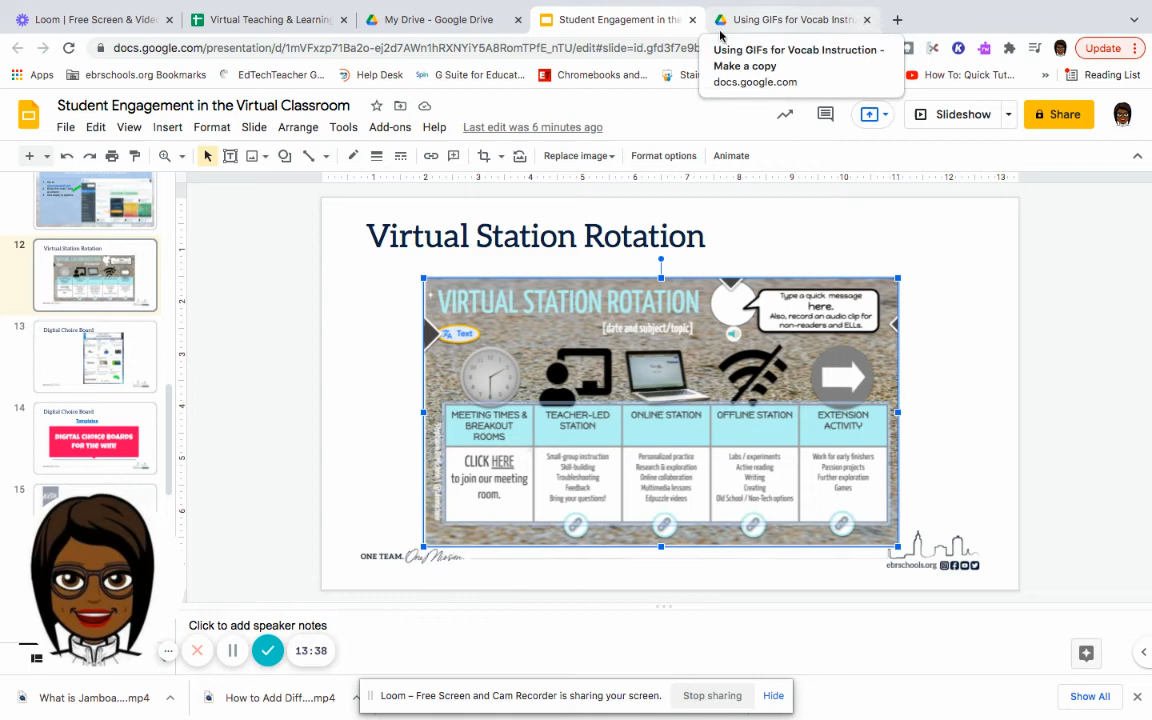 Loom | Free Screen & Vide
Virtual Teaching & Learning
My Drive - Google Drive
Student Engagement in the
Using GIFs for Vocab Instru
docs.google.com/presentation/d/1mVFxzp71Ba2o-ej2d7AWn1hRXNYiY5A8RomTPfE_nTU/edit#slide=id.gfd3f7e9b
Update
Using GIFs for Vocab Instruction -
Make a copy
docs.google.com
Apps
ebrschools.org Bookmarks
EdTechTeacher G
Help Desk
Spin
G Suite for Educat...
Chromebooks and...
Stair
How To: Quick Tut...
Reading List
Student Engagement in the Virtual Classroom
File Edit View Insert Format Slide Arrange Tools Add-ons Help
Last edit was 6 minutes ago
Slideshow
Share
Replace image
Format options
Animate
12
Virtual Station Rotation
13
Digital Choice Board
14
Digital Choice Board
Templates
DIGITAL CHOICE BOARDS
FOR THE WIN!
15
Virtual Station Rotation
VIRTUAL STATION ROTATION
[date and subject/topic]
Text
Type a quick message
here.
Also, record an audio clip for
non-readers and ELLs.
MEETING TIMES &
BREAKOUT
ROOMS
TEACHER-LED
STATION
ONLINE STATION
OFFLINE STATION
EXTENSION
ACTIVITY
CLICK HERE
to join our meeting
room.
Small-group instruction
Skill-building
Troubleshooting
Feedback
Bring your questions!
Personalized practice
Research & exploration
Online collaboration
Multimedia lessons
Edpuzzle videos
Labs / experiments
Active reading
Writing
Creating
Old School / Non-Tech options
Work for early finishers
Passion projects
Further exploration
Games
ONE TEAM. One Mission.
ebrschools.org
Click to add speaker notes
13:38
What is Jamboa....mp4
How to Add Diff....mp4
Loom – Free Screen and Cam Recorder is sharing your screen.
Stop sharing
Hide
Show All